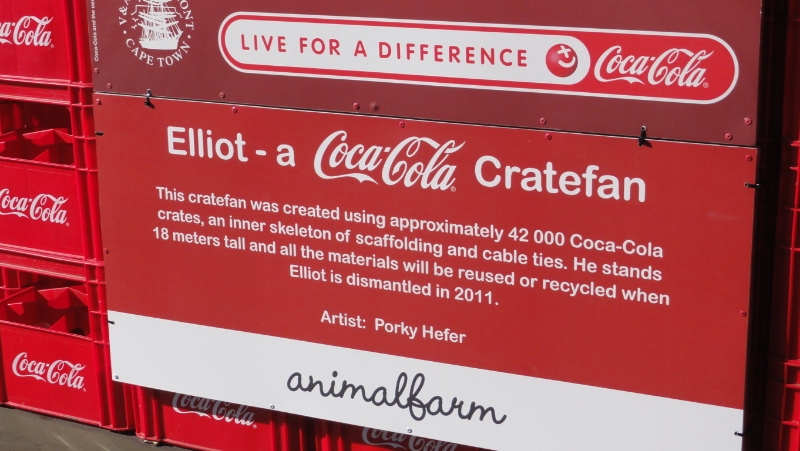 Coca-Cola
V&A
CAPE TOWN
LIVE FOR A DIFFERENCE Coca-Cola
Elliot - a Coca-Cola Cratefan
This cratefan was created using approximately 42 000 Coca-Cola
crates, an inner skeleton of scaffolding and cable ties. He stands
18 meters tall and all the materials will be reused or recycled when
Elliot is dismantled in 2011.
Artist: Porky Hefer
animalfarm
Coca-Cola
Coca-Cola
Coca-Cola
Coca-Cola